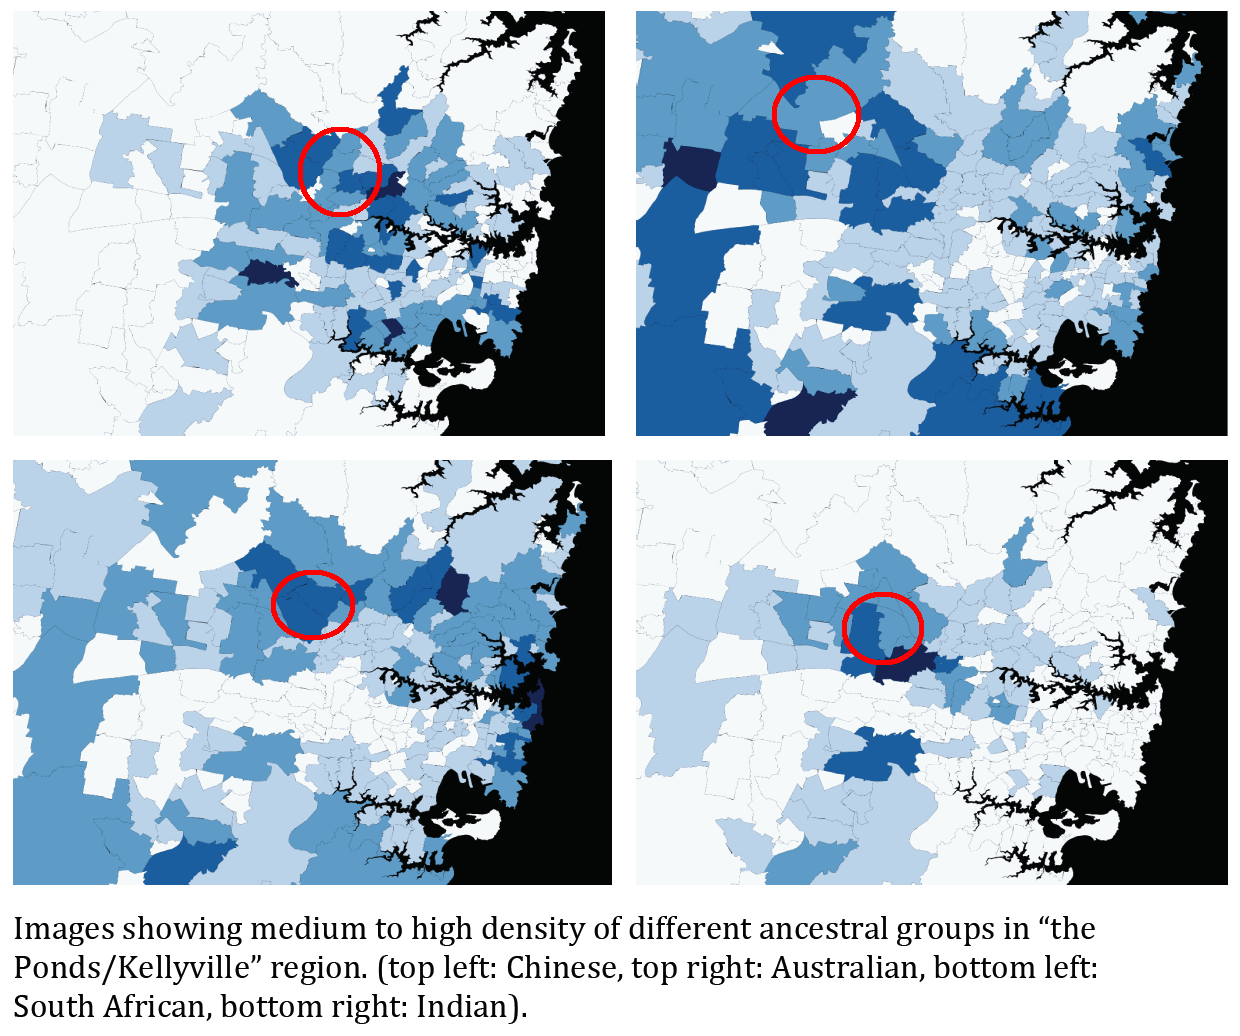 Images showing medium to high density of different ancestral groups in “the
Ponds/Kellyville” region. (top left: Chinese, top right: Australian, bottom left:
South African, bottom right: Indian).